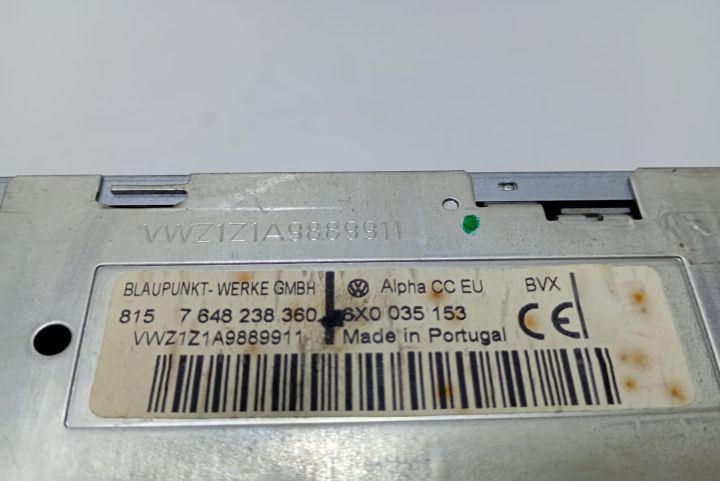 VWZ1Z1A9889911
BLAUPUNKT-WERKE GMBH Alpha CC EU BVX
815 7 648 238 360 6X0 035 153 CE
VWZ1Z1A9889911 Made in Portugal